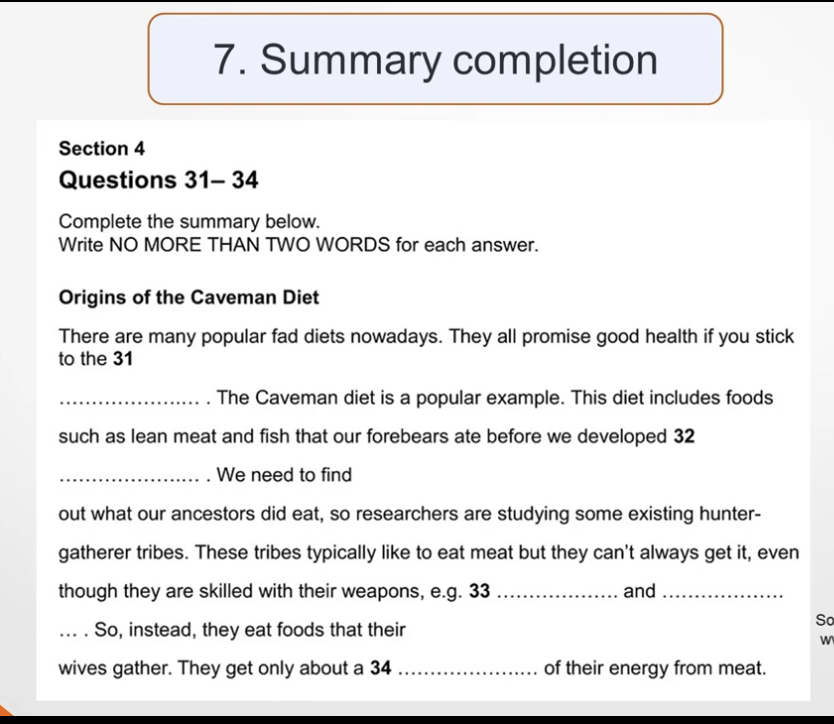 7. Summary completion
Section 4
Questions 31– 34
Complete the summary below.
Write NO MORE THAN TWO WORDS for each answer.
Origins of the Caveman Diet
There are many popular fad diets nowadays. They all promise good health if you stick
to the 31
...................... . The Caveman diet is a popular example. This diet includes foods
such as lean meat and fish that our forebears ate before we developed 32
...................... . We need to find
out what our ancestors did eat, so researchers are studying some existing hunter-
gatherer tribes. These tribes typically like to eat meat but they can't always get it, even
though they are skilled with their weapons, e.g. 33 ................... and ...................
... . So, instead, they eat foods that their
So
wives gather. They get only about a 34 ...................... of their energy from meat.